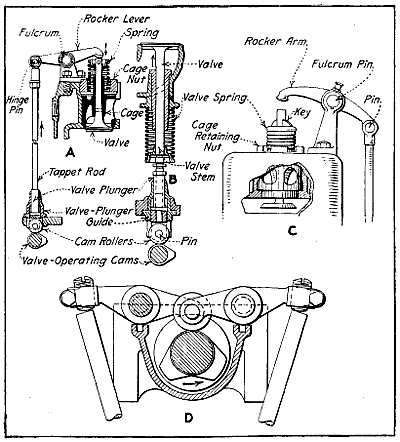 Rocker Lever
Fulcrum
Spring
Cage
Nut
Hinge
Pin
Cage
A
Valve
Tappet Rod
Valve Plunger
Valve-Plunger
Guide
Cam Rollers
Pin
Valve-Operating Cams
Valve
Valve Spring
Valve
Stem
B
Rocker Arm
Fulcrum Pin.
Pin.
Key
Cage
Retaining
Nut
C
D